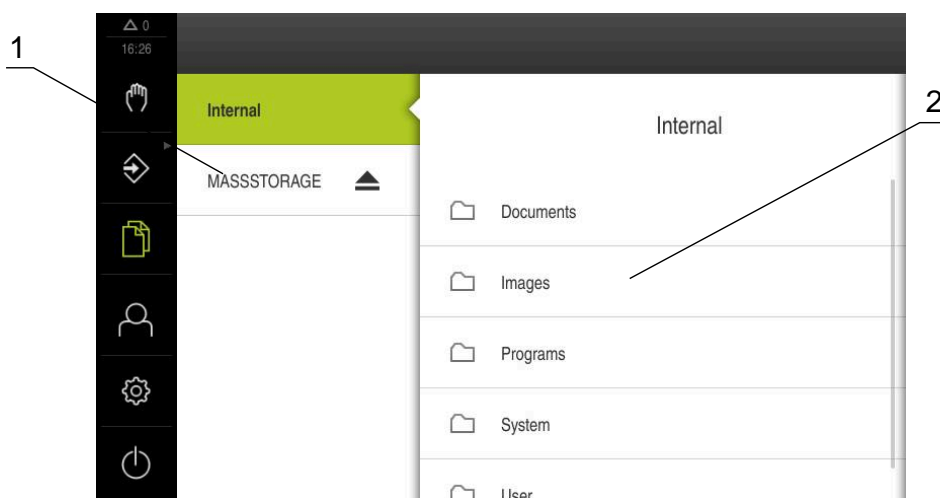 0
16:26
1
Internal
2
Internal
MASSSTORAGE
Documents
Images
Programs
System
User